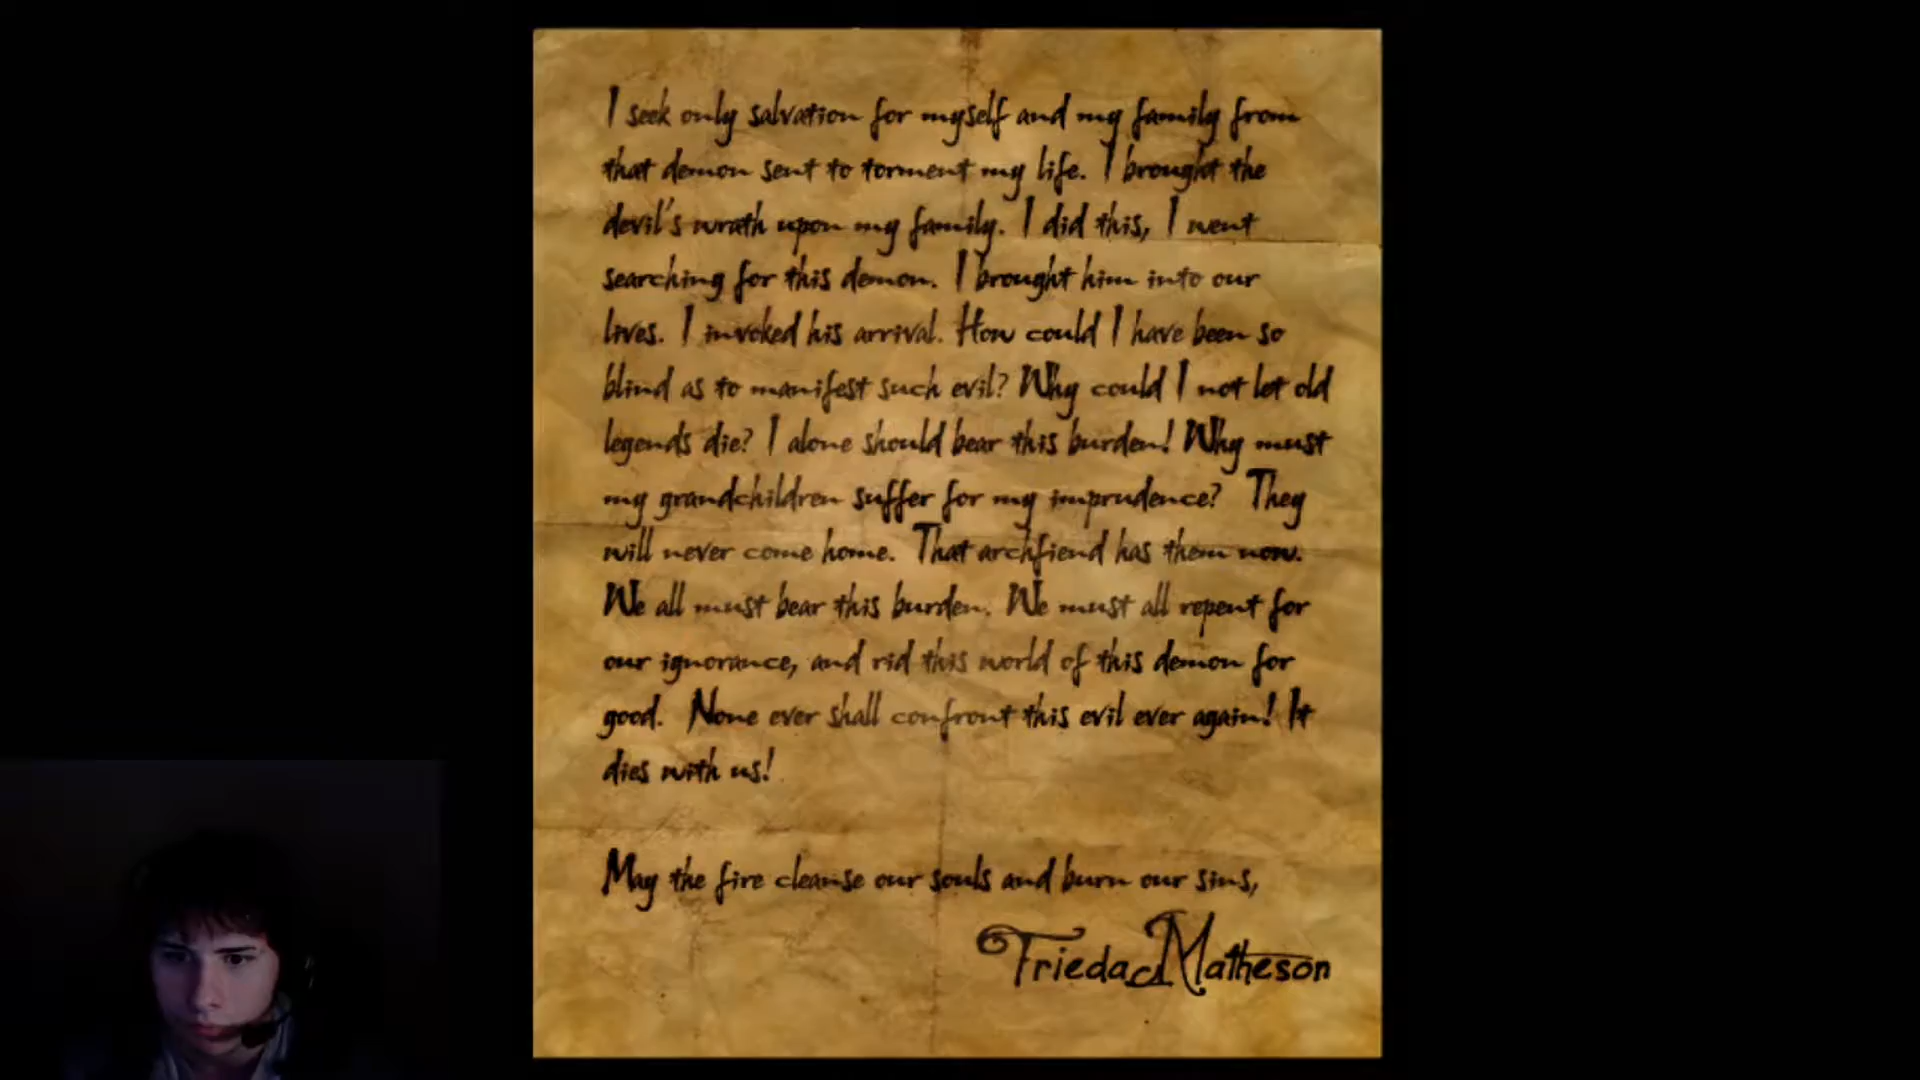 I seek only salvation for myself and my family from
that demon sent to torment my life. I brought the
devil's wrath upon my family. I did this, I went
searching for this demon. I brought him into our
lives. I invoked his arrival. How could I have been so
blind as to manifest such evil? Why could I not let old
legends die? I alone should bear this burden! Why must
my grandchildren suffer for my imprudence? They
will never come home. That archfiend has them now.
We all must bear this burden. We must all repent for
our ignorance, and rid this world of this demon for
good. None ever shall confront this evil ever again! It
dies with us!
May the fire cleanse our souls and burn our sins,
Frieda Matheson